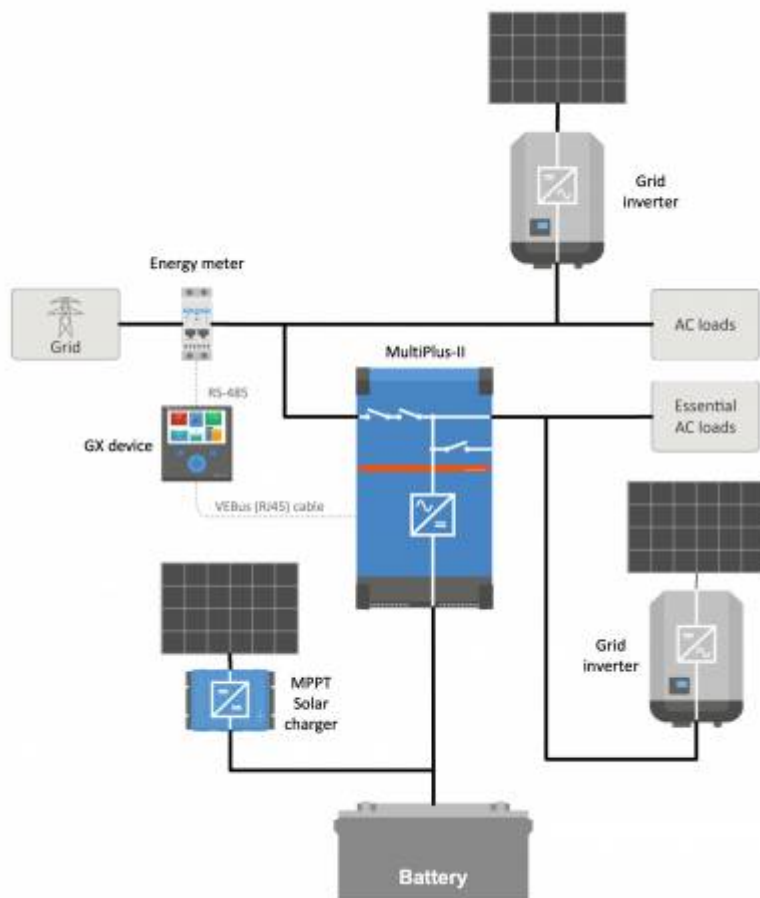 Grid
inverter
Energy meter
Grid
AC loads
MultiPlus-II
RS-485
Essential
AC loads
GX device
VEBus (RJ45) cable
Grid
inverter
MPPT
Solar
charger
Battery